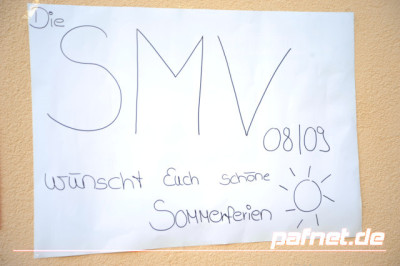 Die
SMV
08/09
wünscht Euch schöne
Sommerferien
pafnet.de